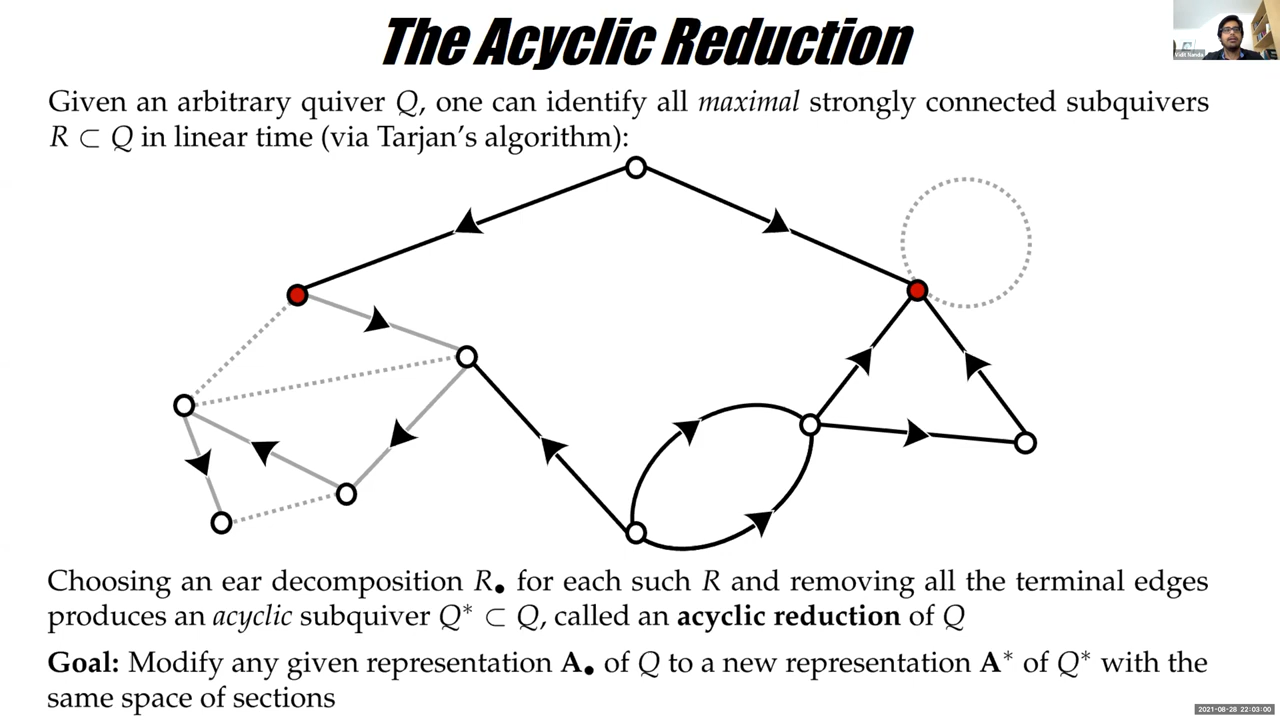 The Acyclic Reduction
Vidit Nanda
Given an arbitrary quiver Q, one can identify all maximal strongly connected subquivers
R ⊂ Q in linear time (via Tarjan's algorithm):
Choosing an ear decomposition R• for each such R and removing all the terminal edges
produces an acyclic subquiver Q* ⊂ Q, called an acyclic reduction of Q
Goal: Modify any given representation A• of Q to a new representation A* of Q* with the
same space of sections
2021-08-28 22:03:00